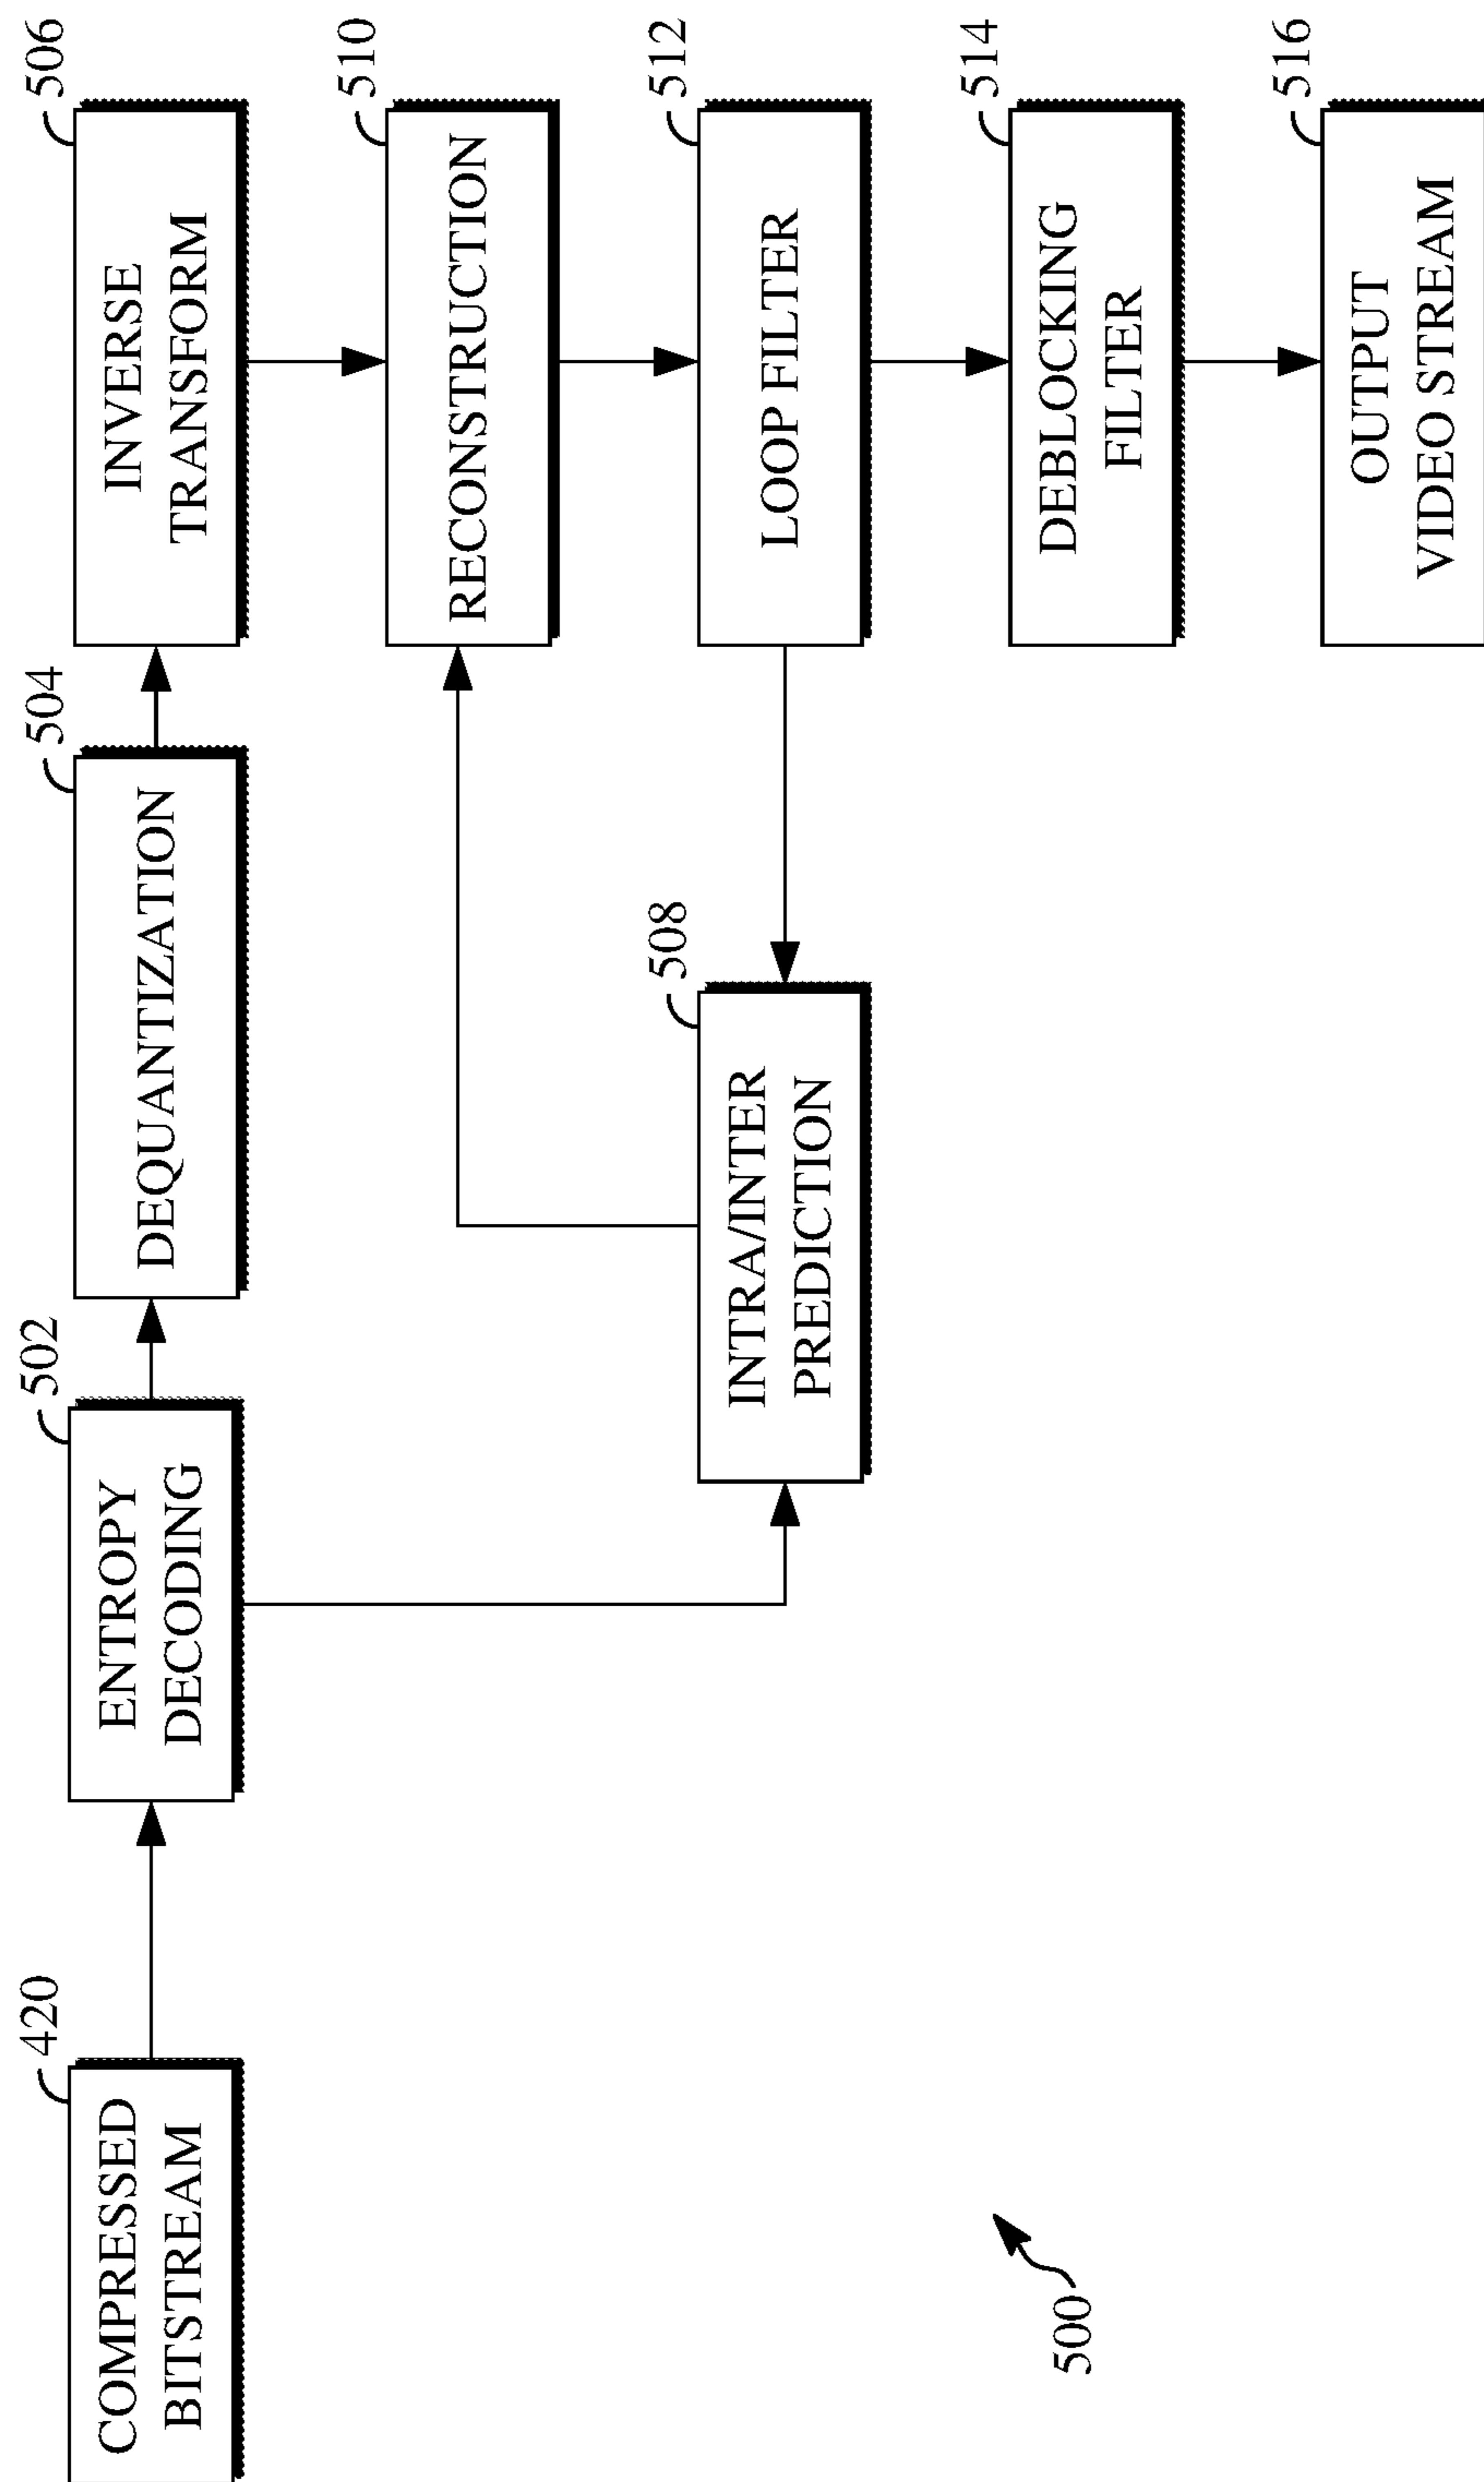 420
COMPRESSED
BITSTREAM
502
ENTROPY
DECODING
504
DEQUANTIZATION
506
INVERSE
TRANSFORM
510
RECONSTRUCTION
508
INTRA/INTER
PREDICTION
512
LOOP FILTER
514
DEBLOCKING
FILTER
516
OUTPUT
VIDEO STREAM
500